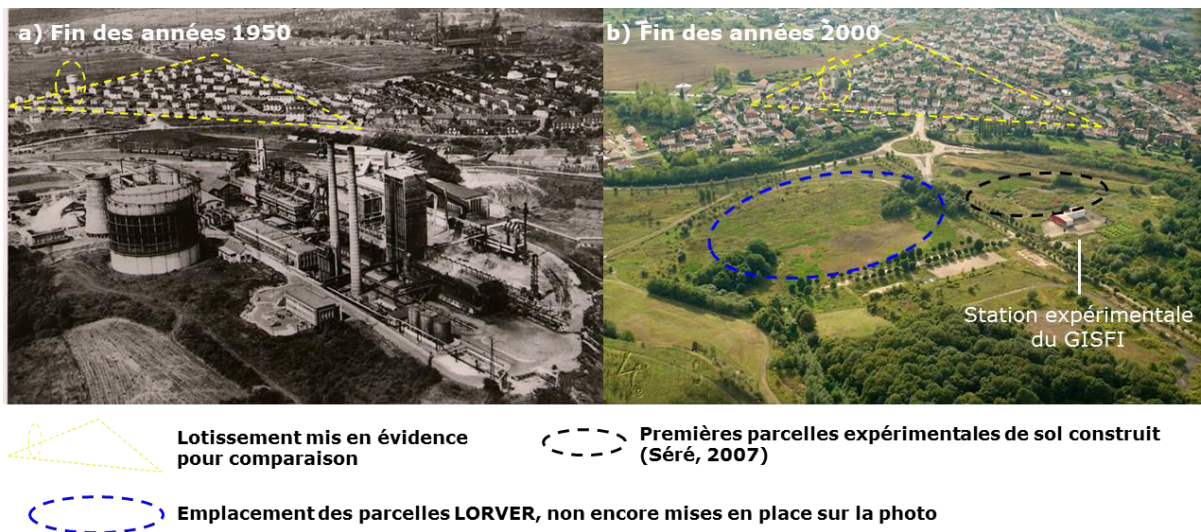 a) Fin des années 1950
b) Fin des années 2000
Station expérimentale
du GISFI
Lotissement mis en évidence
pour comparaison
Premières parcelles expérimentales de sol construit
(Séré, 2007)
Emplacement des parcelles LORVER, non encore mises en place sur la photo